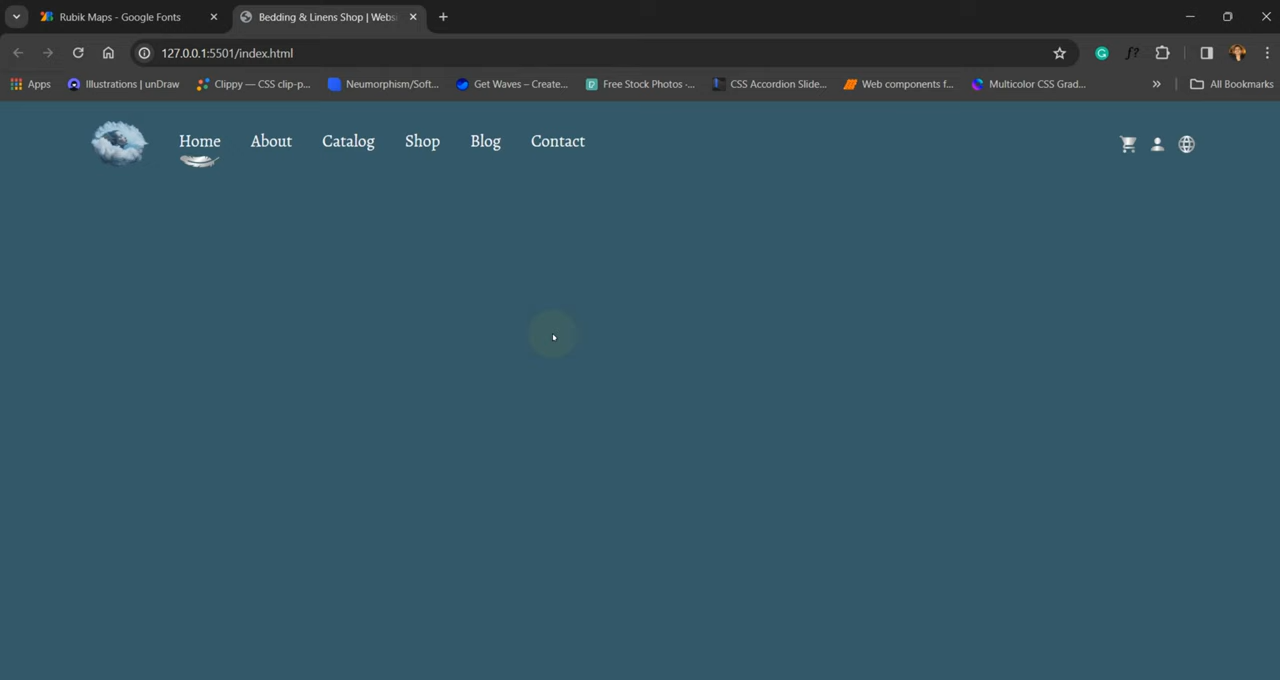 Rubik Maps - Google Fonts
Bedding & Linens Shop | Webs
127.0.0.1:5501/index.html
Apps
Illustrations | unDraw
Clippy — CSS clip-p...
Neumorphism/Soft...
Get Waves – Create...
Free Stock Photos -...
CSS Accordion Slide...
Web components f...
Multicolor CSS Grad...
»
All Bookmarks
Home
About
Catalog
Shop
Blog
Contact